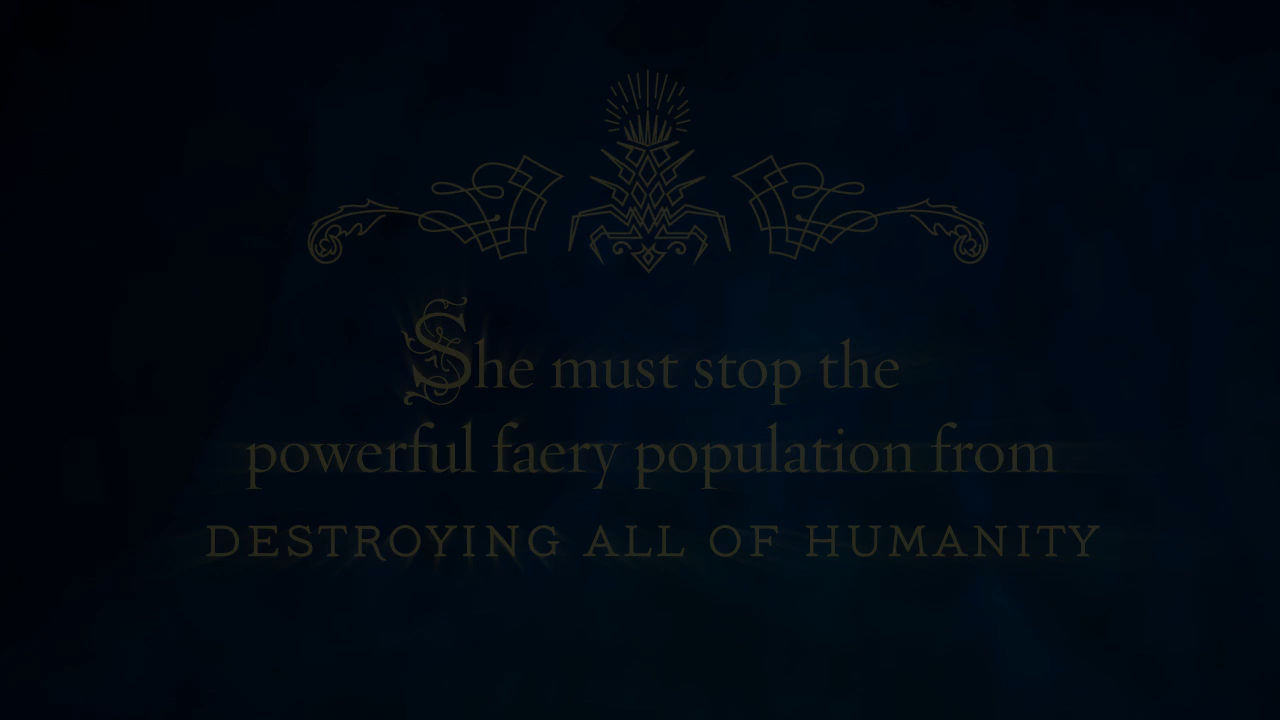 She must stop the
powerful faery population from
DESTROYING ALL OF HUMANITY